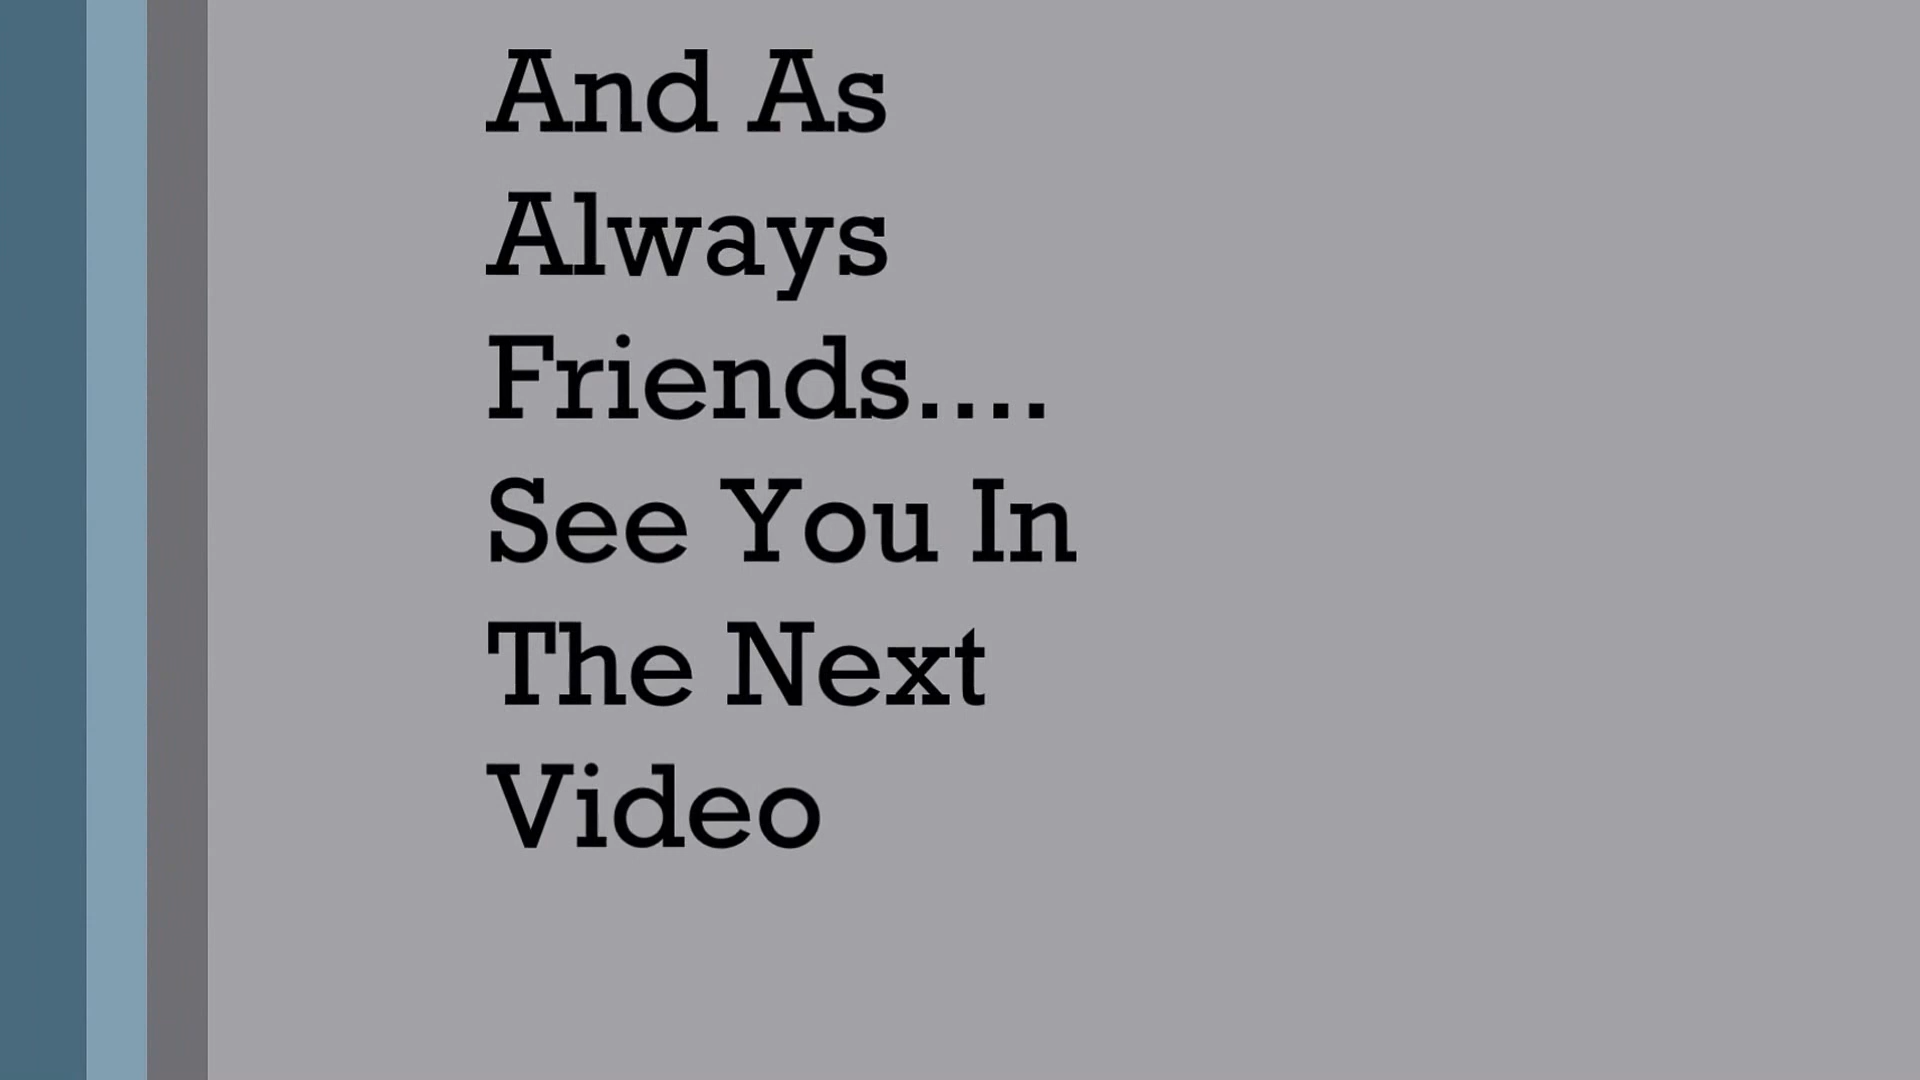 And As
Always
Friends....
See You In
The Next
Video